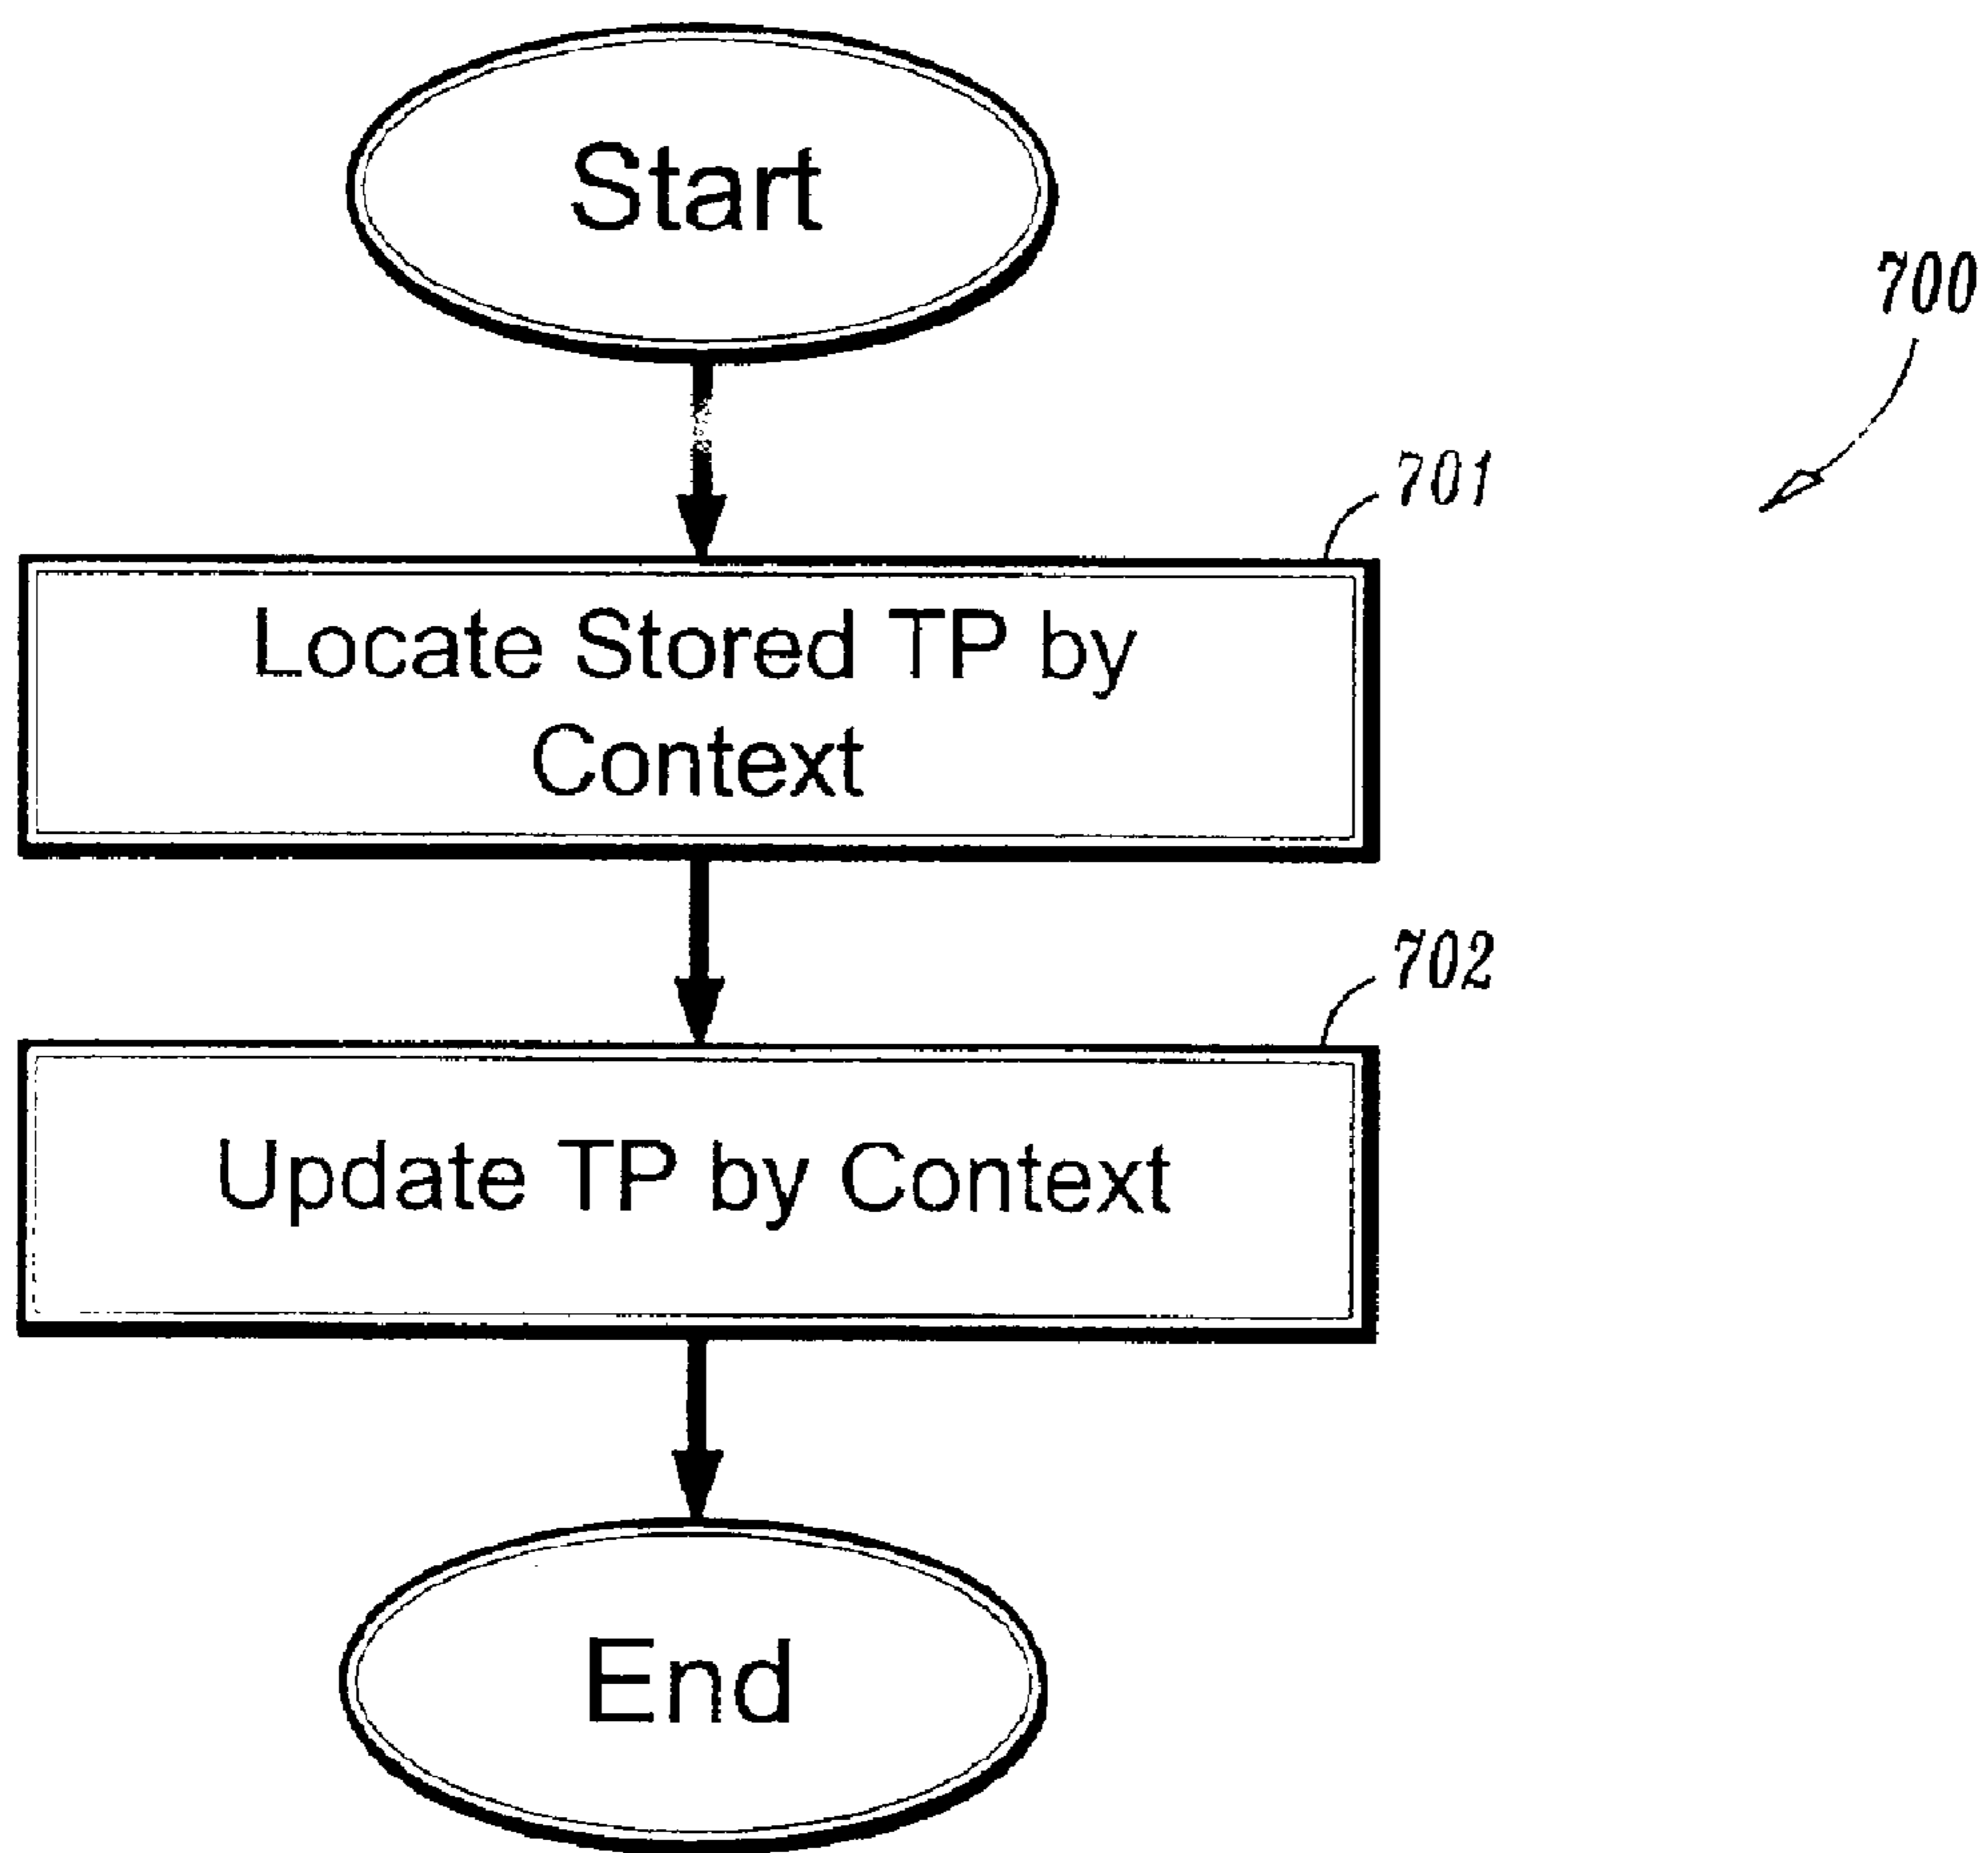 Start
700
701
Locate Stored TP by
Context
702
Update TP by Context
End